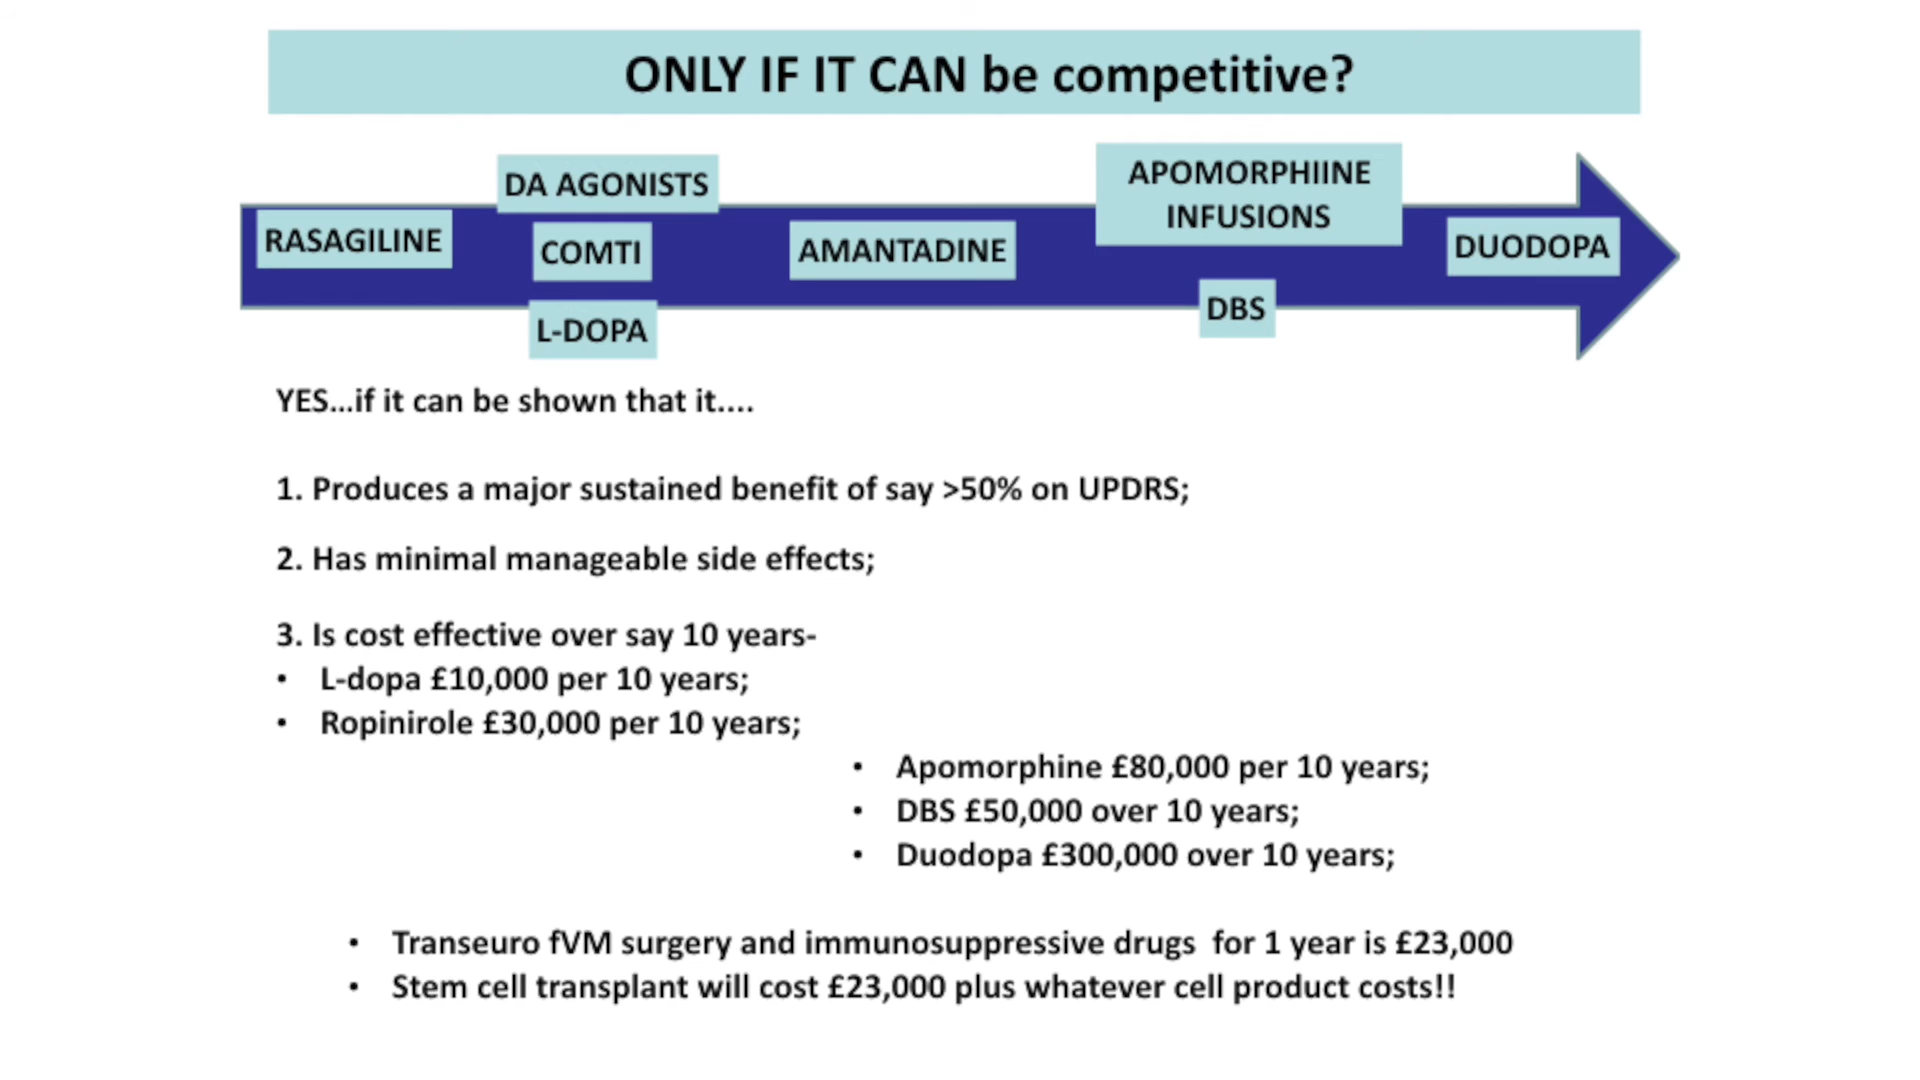 ONLY IF IT CAN be competitive?
RASAGILINE
DA AGONISTS
COMTI
L-DOPA
AMANTADINE
APOMORPHIINE
INFUSIONS
DBS
DUODOPA
YES...if it can be shown that it....
1. Produces a major sustained benefit of say >50% on UPDRS;
2. Has minimal manageable side effects;
3. Is cost effective over say 10 years-
• L-dopa £10,000 per 10 years;
• Ropinirole £30,000 per 10 years;
• Apomorphine £80,000 per 10 years;
• DBS £50,000 over 10 years;
• Duodopa £300,000 over 10 years;
• Transeuro fVM surgery and immunosuppressive drugs for 1 year is £23,000
• Stem cell transplant will cost £23,000 plus whatever cell product costs!!